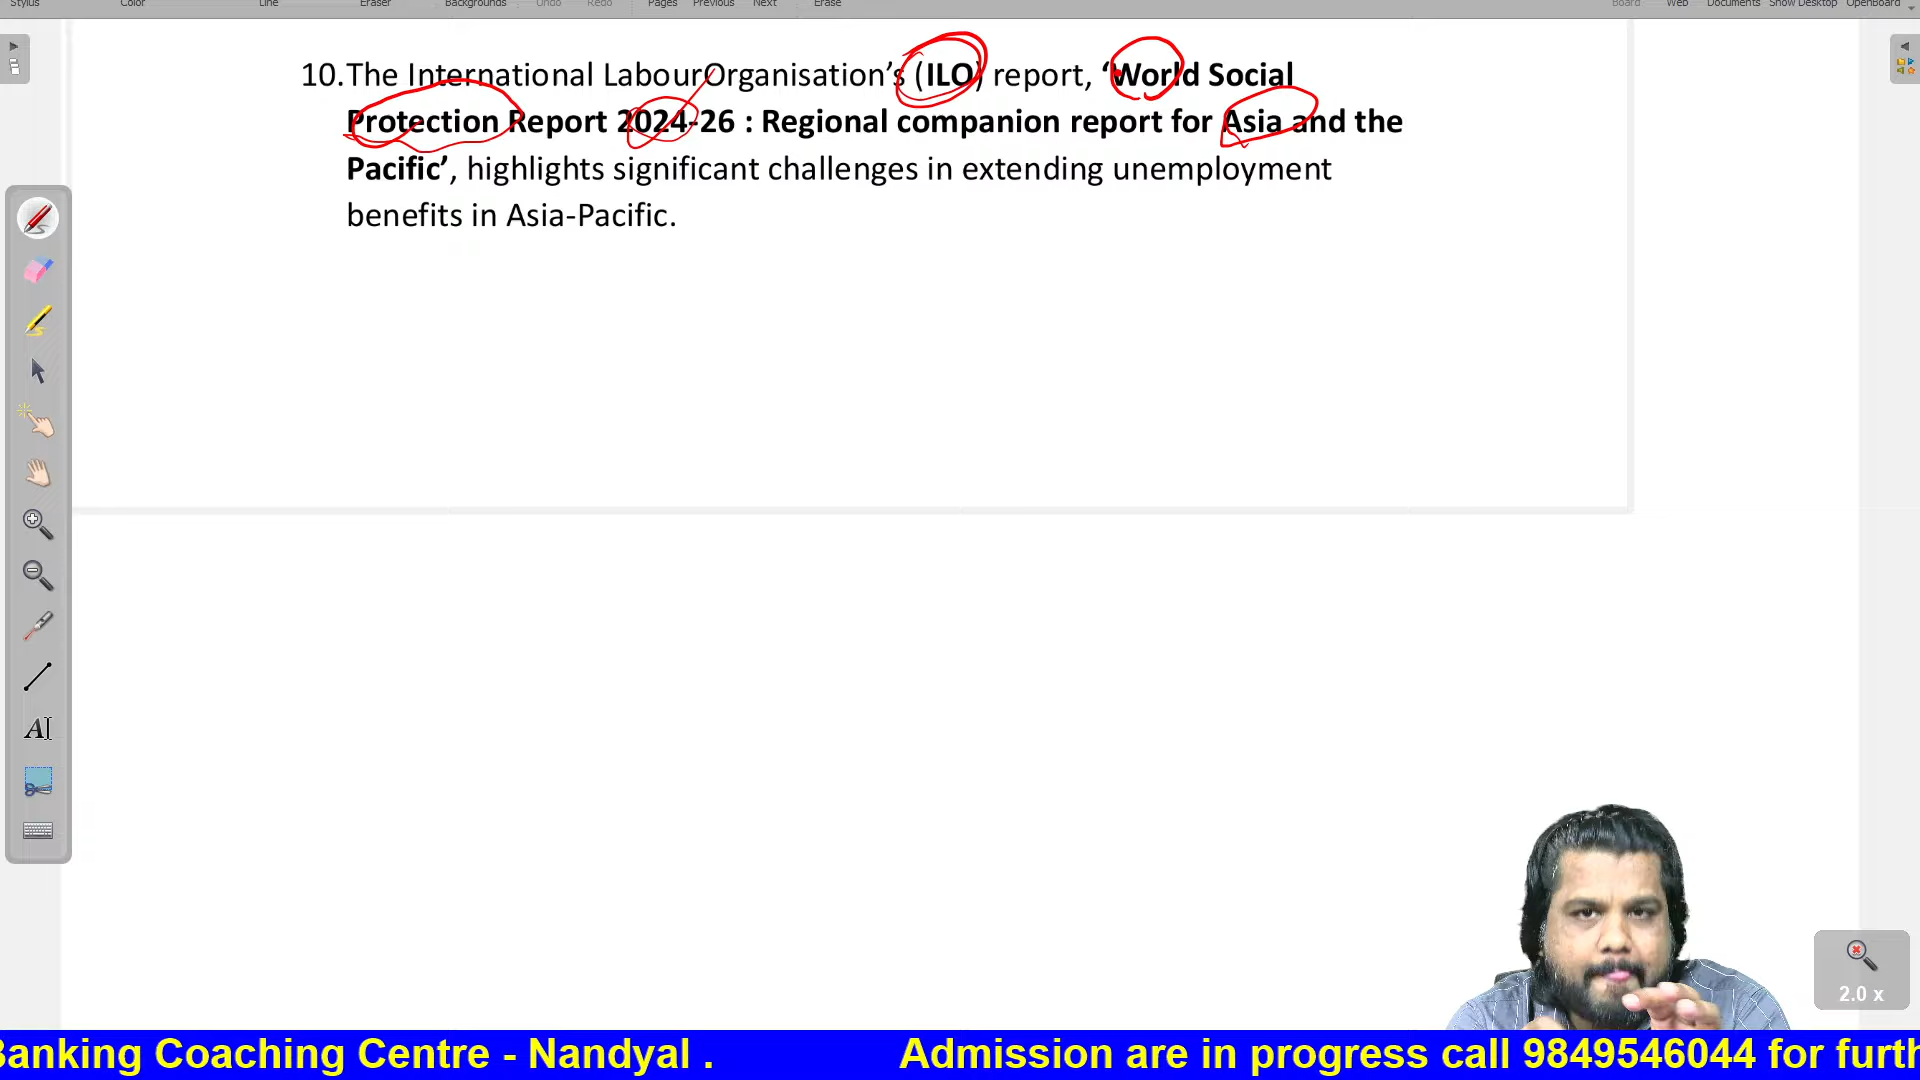 Stylus Color Line Eraser Backgrounds Undo Redo Pages Previous Next Erase Board Web Documents Show Desktop OpenBoard
10.The International Labour Organisation’s (ILO) report, ‘World Social
Protection Report 2024-26 : Regional companion report for Asia and the
Pacific’, highlights significant challenges in extending unemployment
benefits in Asia-Pacific.
AI
2.0 x
Banking Coaching Centre - Nandyal . Admission are in progress call 9849546044 for furth